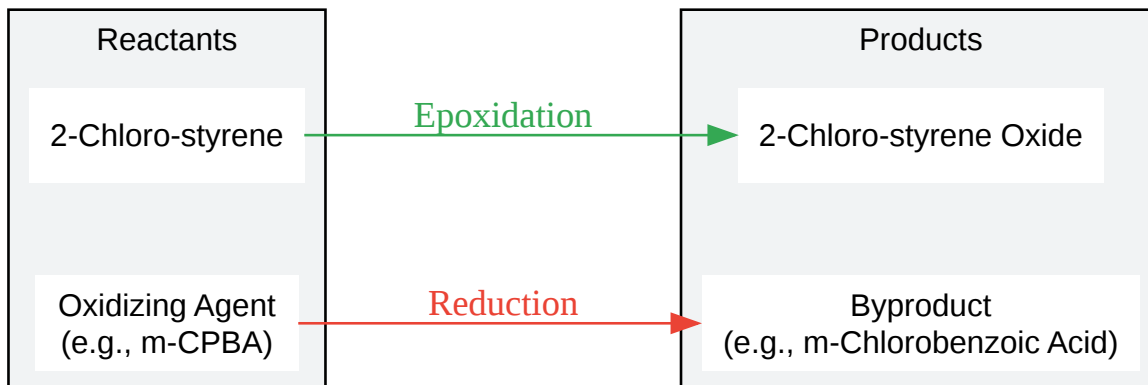 Reactants
Products
2-Chloro-styrene
Epoxidation
2-Chloro-styrene Oxide
Oxidizing Agent
(e.g., m-CPBA)
Reduction
Byproduct
(e.g., m-Chlorobenzoic Acid)